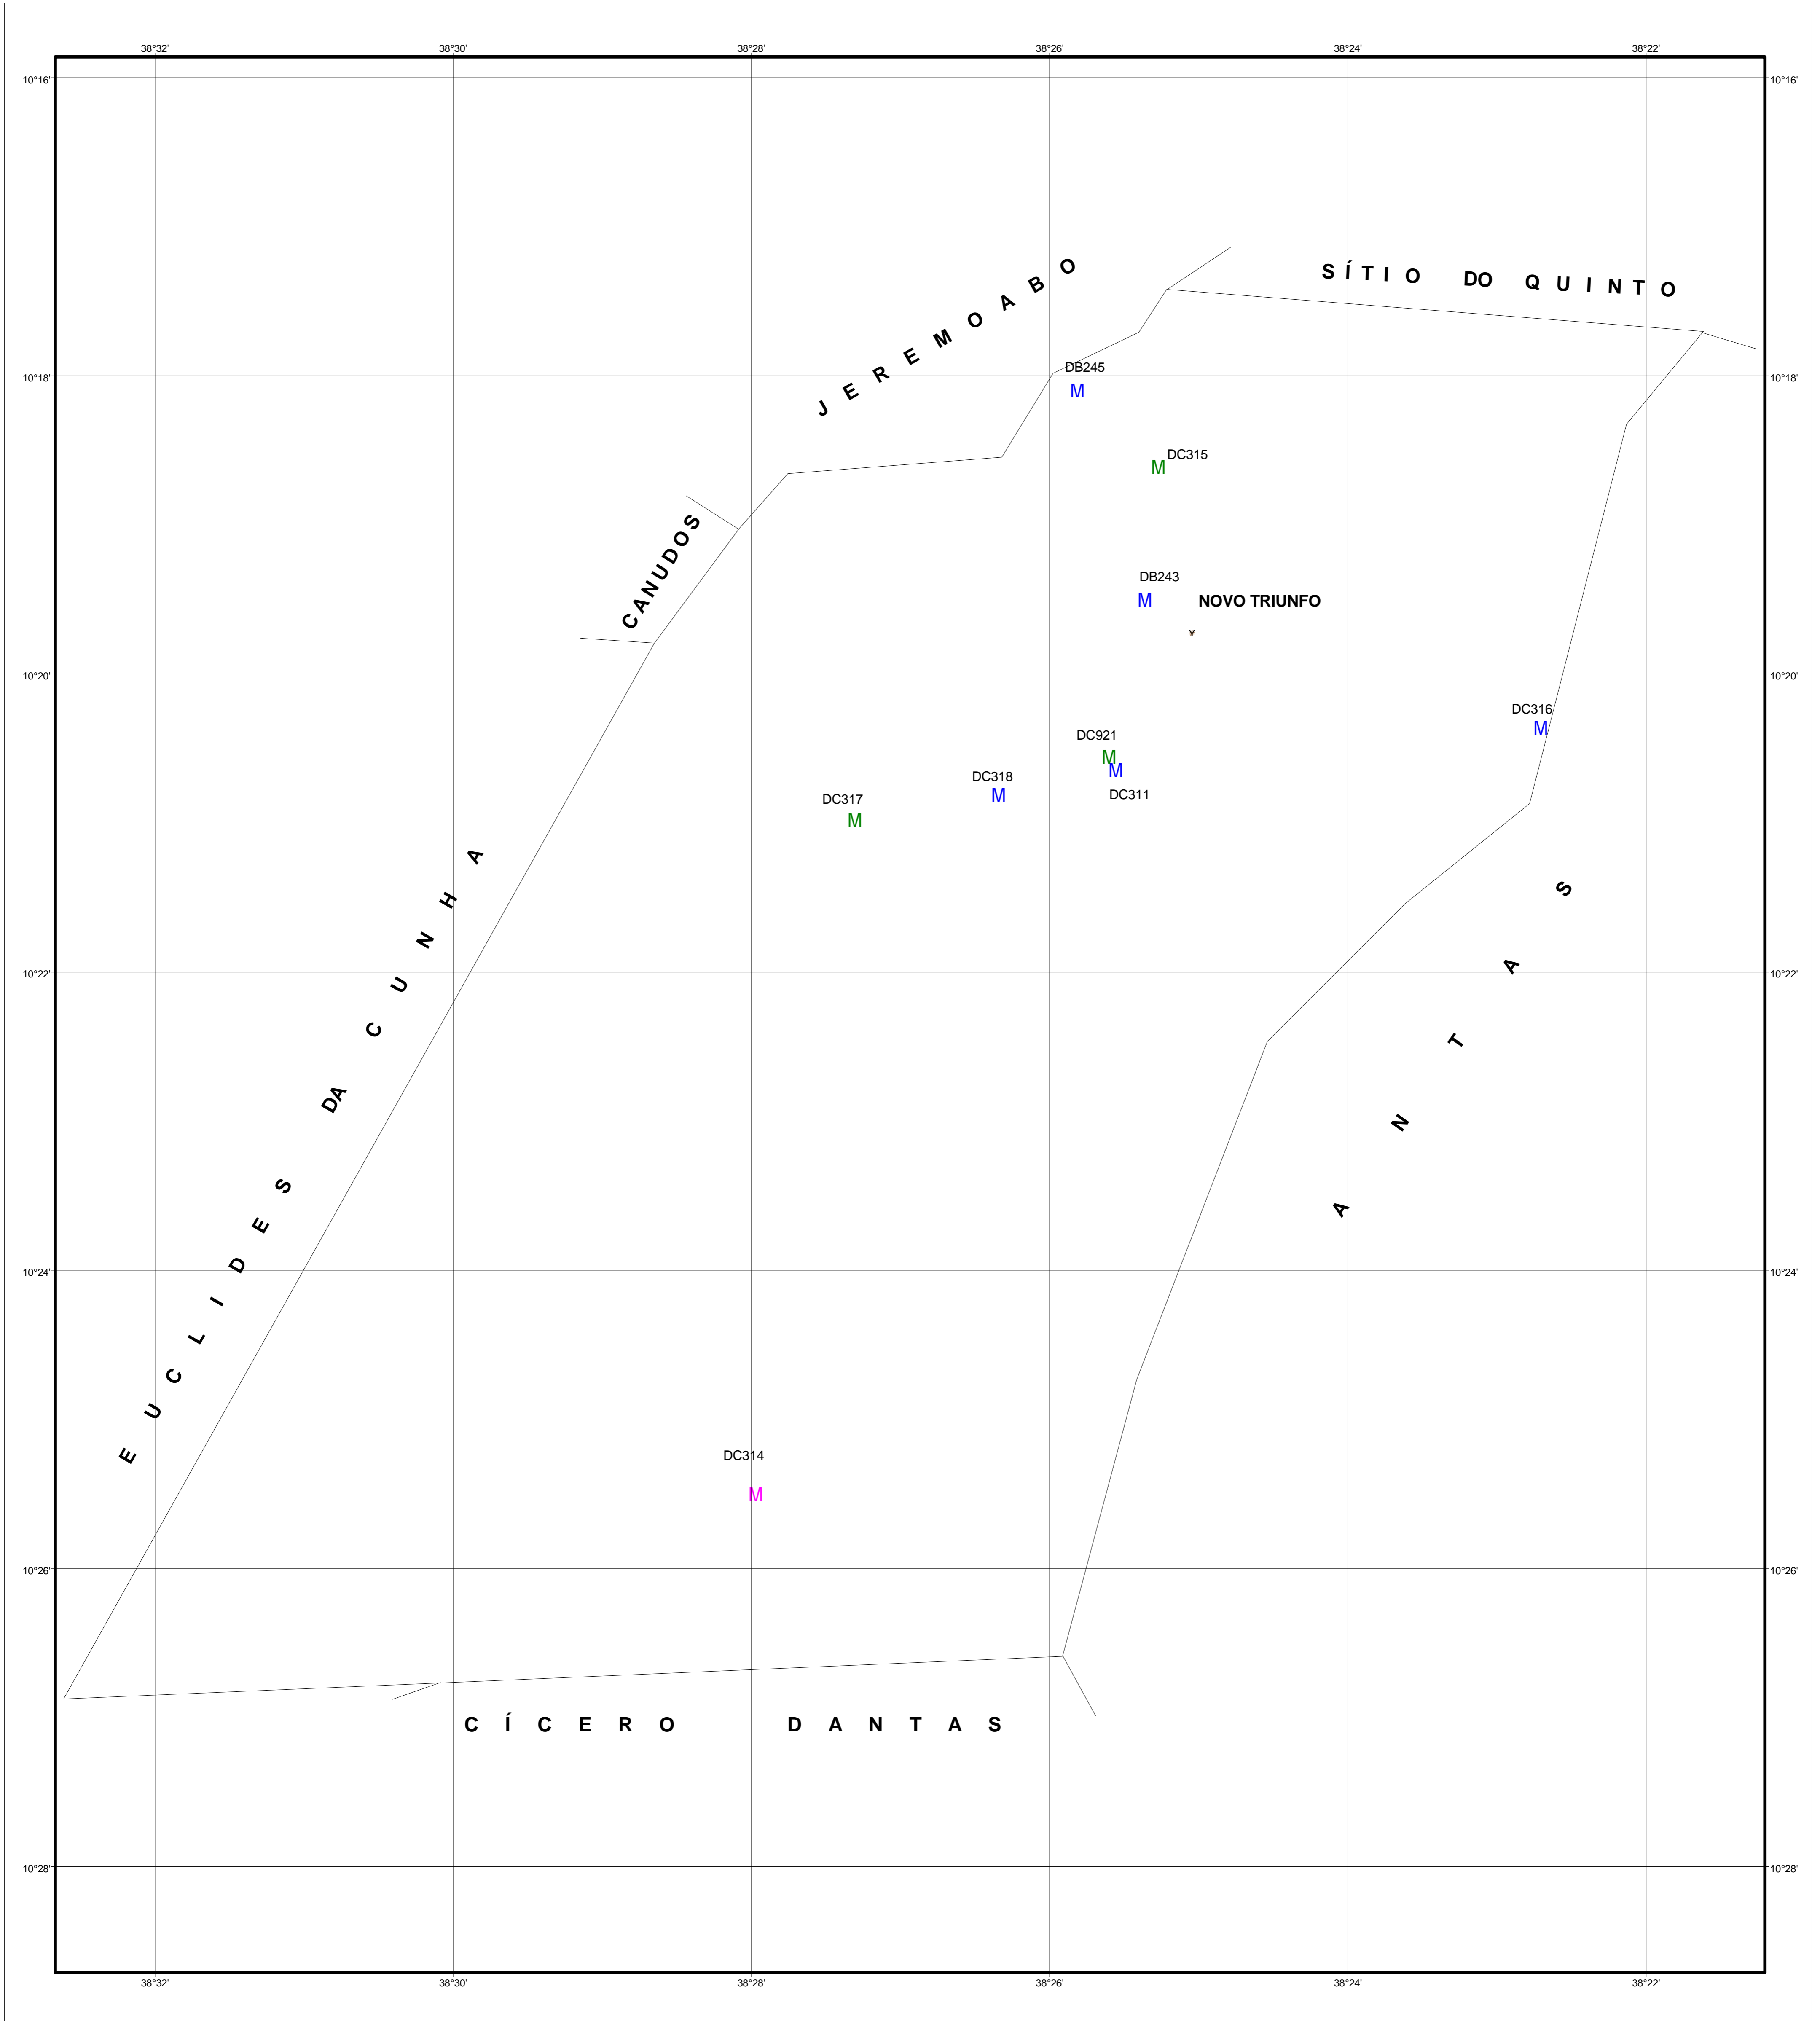 38°32' 38°30' 38°28' 38°26' 38°24' 38°22'
10°16' 10°16'
JEREMOABO
SÍTIO DO QUINTO
DB245
M
10°18' 10°18'
DC315
M
CANUDOS
DB243
M
NOVO TRIUNFO
10°20' 10°20'
DC316
M
DC921
M
M
DC311
DC318
M
DC317
M
EUCLIDES DA CUNHA
ANTAS
10°22' 10°22'
10°24' 10°24'
DC314
M
10°26' 10°26'
CÍCERO DANTAS
10°28' 10°28'
38°32' 38°30' 38°28' 38°26' 38°24' 38°22'